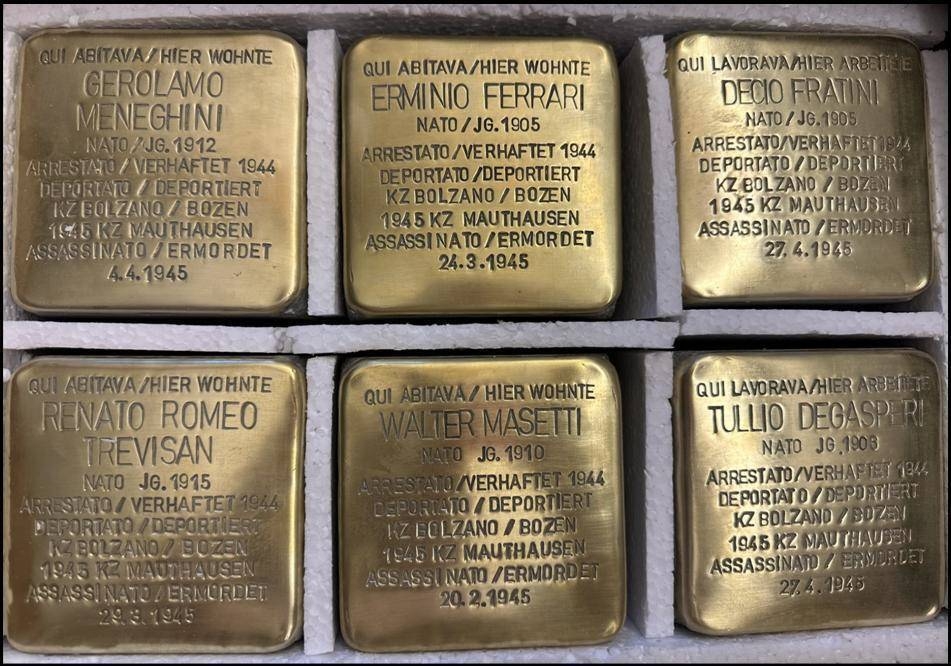 QUI ABITAVA/HIER WOHNTE
GEROLAMO
MENEGHINI
NATO/JG.1912
ARRESTATO/VERHAFTET 1944
DEPORTATO/DEPORTIERT
KZ BOLZANO/BOZEN
1945 KZ MAUTHAUSEN
ASSASSINATO/ERMORDET
4.4.1945
QUI ABITAVA/HIER WOHNTE
ERMINIO FERRARI
NATO/JG.1905
ARRESTATO/VERHAFTET 1944
DEPORTATO/DEPORTIERT
KZ BOLZANO/BOZEN
1945 KZ MAUTHAUSEN
ASSASSINATO/ERMORDET
24.3.1945
QUI LAVORAVA/HIER ARBEITETE
DECIO FRATINI
NATO/JG.1905
ARRESTATO/VERHAFTET 1944
DEPORTATO/DEPORTIERT
KZ BOLZANO/BOZEN
1945 KZ MAUTHAUSEN
ASSASSINATO/ERMORDET
27.4.1945
QUI ABITAVA/HIER WOHNTE
RENATO ROMEO
TREVISAN
NATO JG.1915
ARRESTATO/VERHAFTET 1944
DEPORTATO/DEPORTIERT
KZ BOLZANO/BOZEN
1945 KZ MAUTHAUSEN
ASSASSINATO/ERMORDET
29.3.1945
QUI ABITAVA/HIER WOHNTE
WALTER MASETTI
NATO JG.1910
ARRESTATO/VERHAFTET 1944
DEPORTATO/DEPORTIERT
KZ BOLZANO/BOZEN
1945 KZ MAUTHAUSEN
ASSASSINATO/ERMORDET
20.2.1945
QUI LAVORAVA/HIER ARBEITETE
TULLIO DEGASPERI
NATO JG.
ARRESTATO/VERHAFTET 1944
DEPORTATO/DEPORTIERT
KZ BOLZANO/BOZEN
1945 KZ MAUTHAUSEN
ASSASSINATO/ERMORDET
27.4.1945